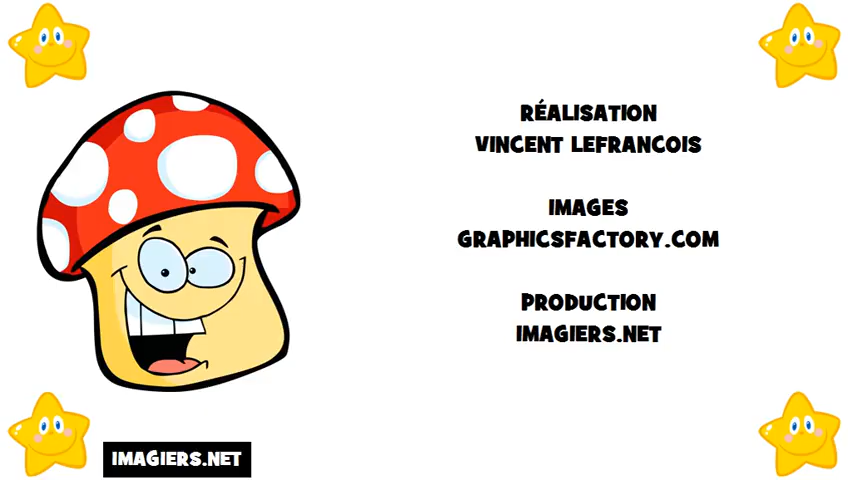 RÉALISATION
VINCENT LEFRANCOIS
IMAGES
GRAPHICSFACTORY.COM
PRODUCTION
IMAGIERS.NET
IMAGIERS.NET